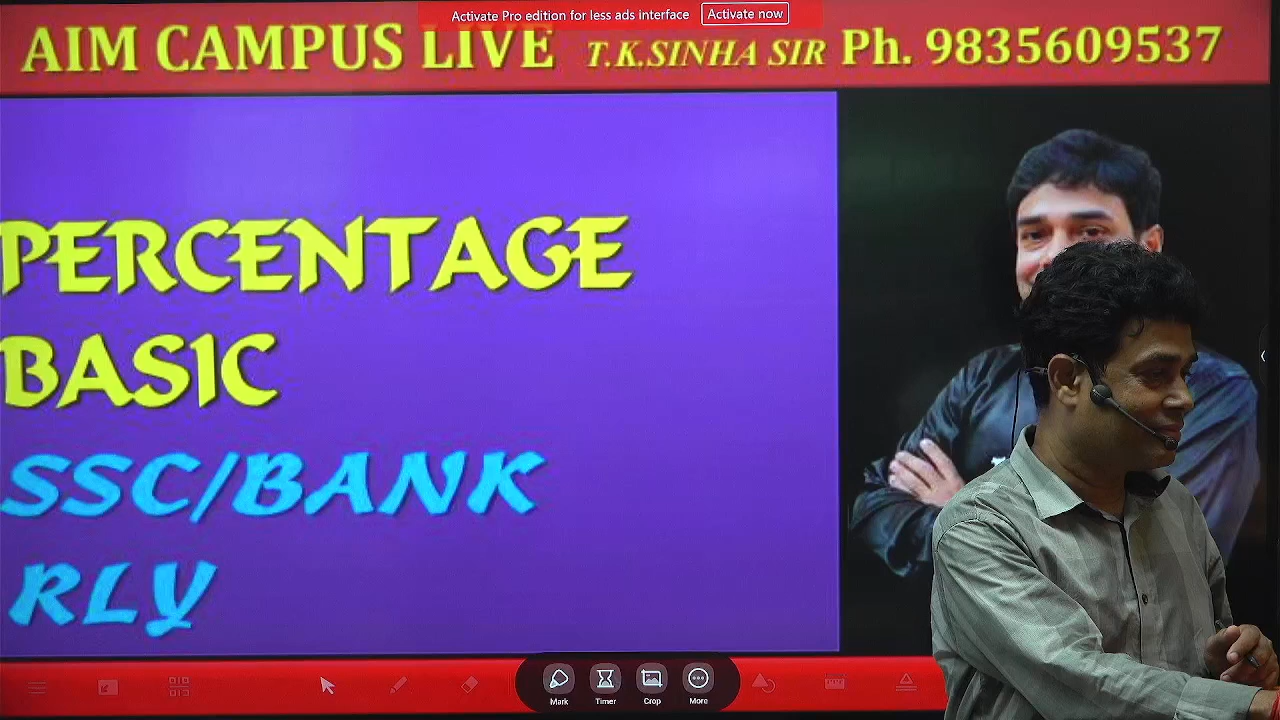 Activate Pro edition for less ads interface Activate now
AIM CAMPUS LIVE T.K.SINHA SIR Ph. 9835609537
PERCENTAGE
BASIC
SSC/BANK
RLY
Mark Timer Crop More